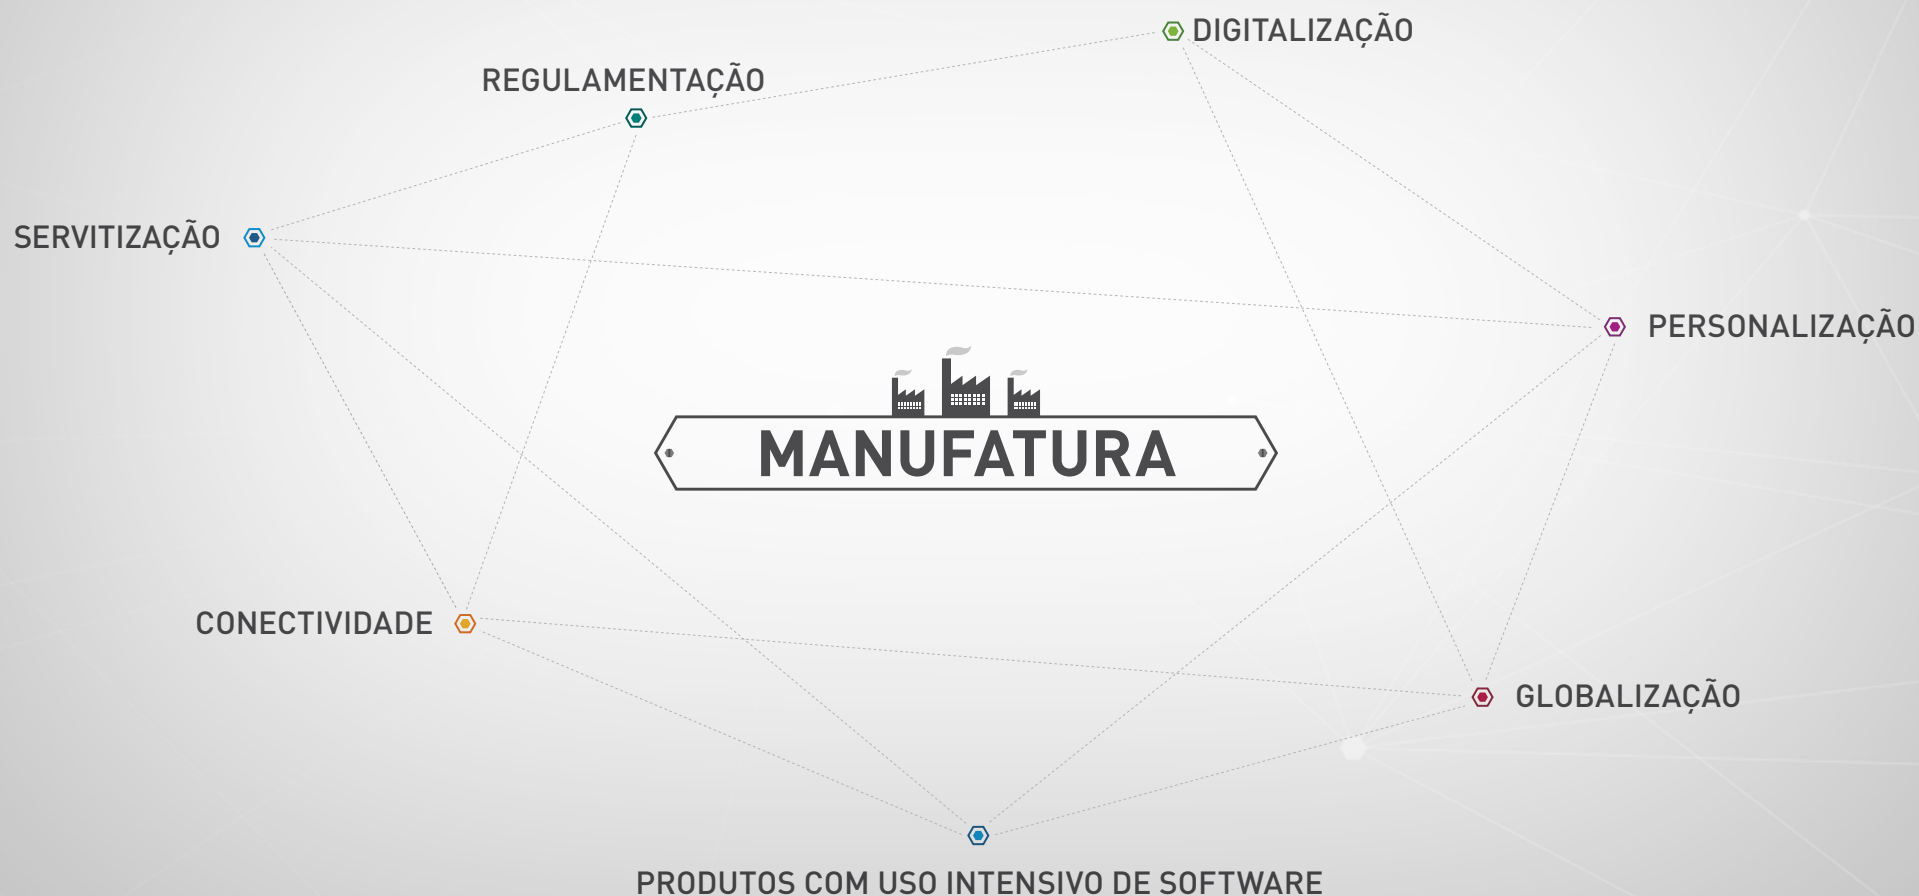 DIGITALIZAÇÃO
REGULAMENTAÇÃO
SERVITIZAÇÃO
PERSONALIZAÇÃO
MANUFATURA
CONECTIVIDADE
GLOBALIZAÇÃO
PRODUTOS COM USO INTENSIVO DE SOFTWARE